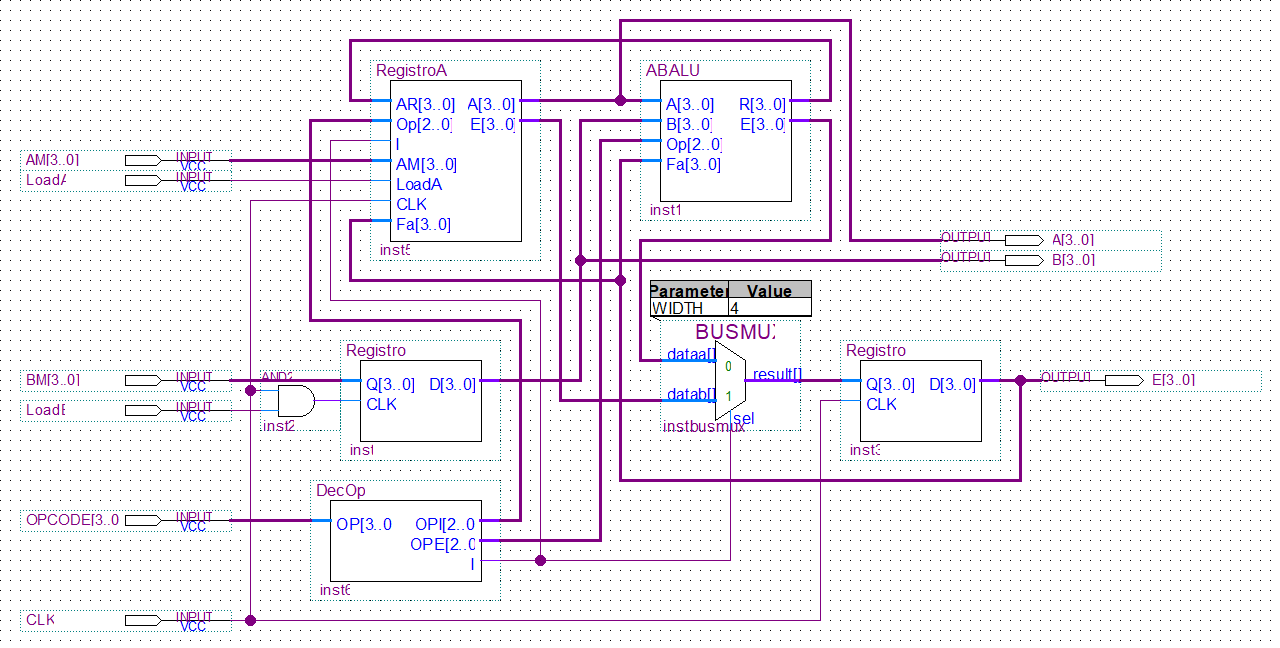 RegistroA
AR[3..0] A[3..0]
Op[2..0] E[3..0]
I
AM[3..0]
LoadA
CLK
Fa[3..0]
inst5
ABALU
A[3..0] R[3..0]
B[3..0] E[3..0]
Op[2..0]
Fa[3..0]
inst1
AM[3..0] INPUT
VCC
LoadA INPUT
VCC
OUTPUT A[3..0]
OUTPUT B[3..0]
Parameter Value
WIDTH 4
BUSMUX
dataa[]
0
result[]
datab[]
1
sel
instbusmux
Registro
Q[3..0] D[3..0]
CLK
inst
BM[3..0] INPUT
VCC
LoadB INPUT
VCC
AND2
inst2
Registro
Q[3..0] D[3..0]
CLK
inst3
OUTPUT E[3..0]
DecOp
OP[3..0 OPI[2..0
OPE[2..0
I
inst6
OPCODE[3..0 INPUT
VCC
CLK INPUT
VCC